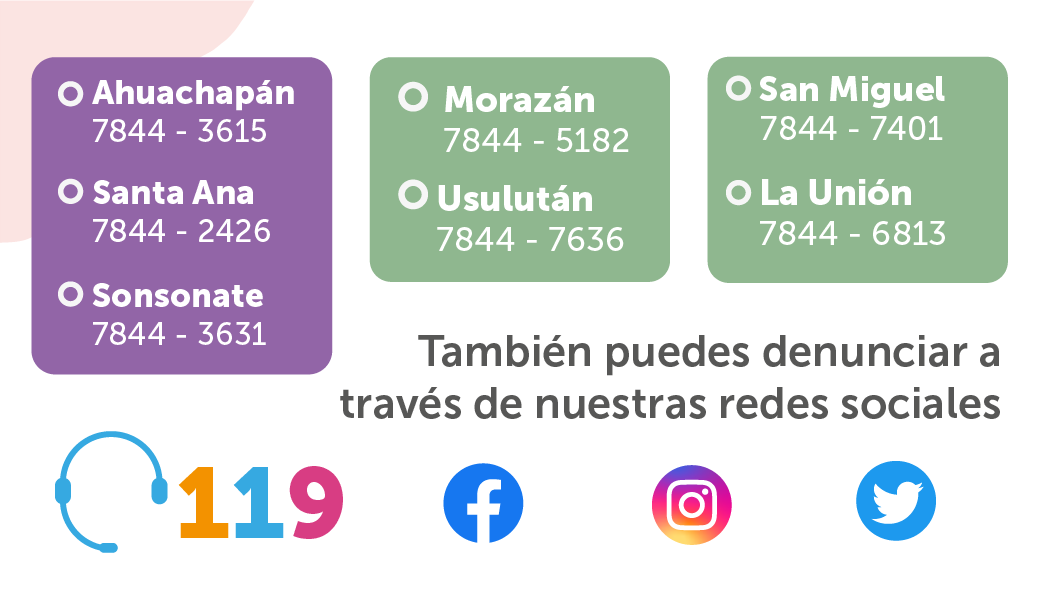 Ahuachapán
7844 - 3615
Santa Ana
7844 - 2426
Sonsonate
7844 - 3631
Morazán
7844 - 5182
Usulután
7844 - 7636
San Miguel
7844 - 7401
La Unión
7844 - 6813
También puedes denunciar a
través de nuestras redes sociales
119